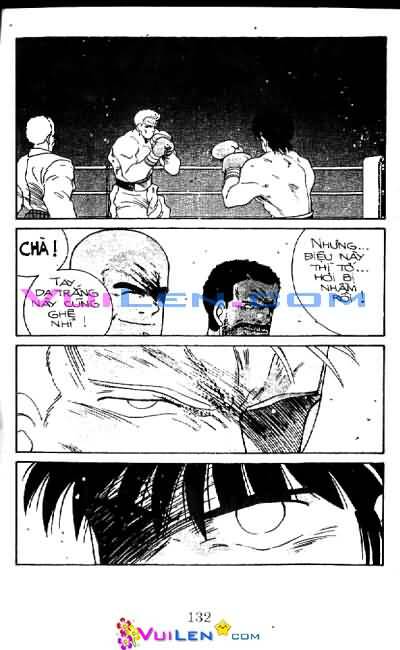 CHÀ!
TAY
DA TRẮNG
NÀY CŨNG
GHÊ
NHỈ!
NHƯNG...
ĐIỆU NÀY
THÌ TỚ...
HƠI BỊ
NHẦM
RỒI!
VUILEN.COM
132
VUILEN.COM